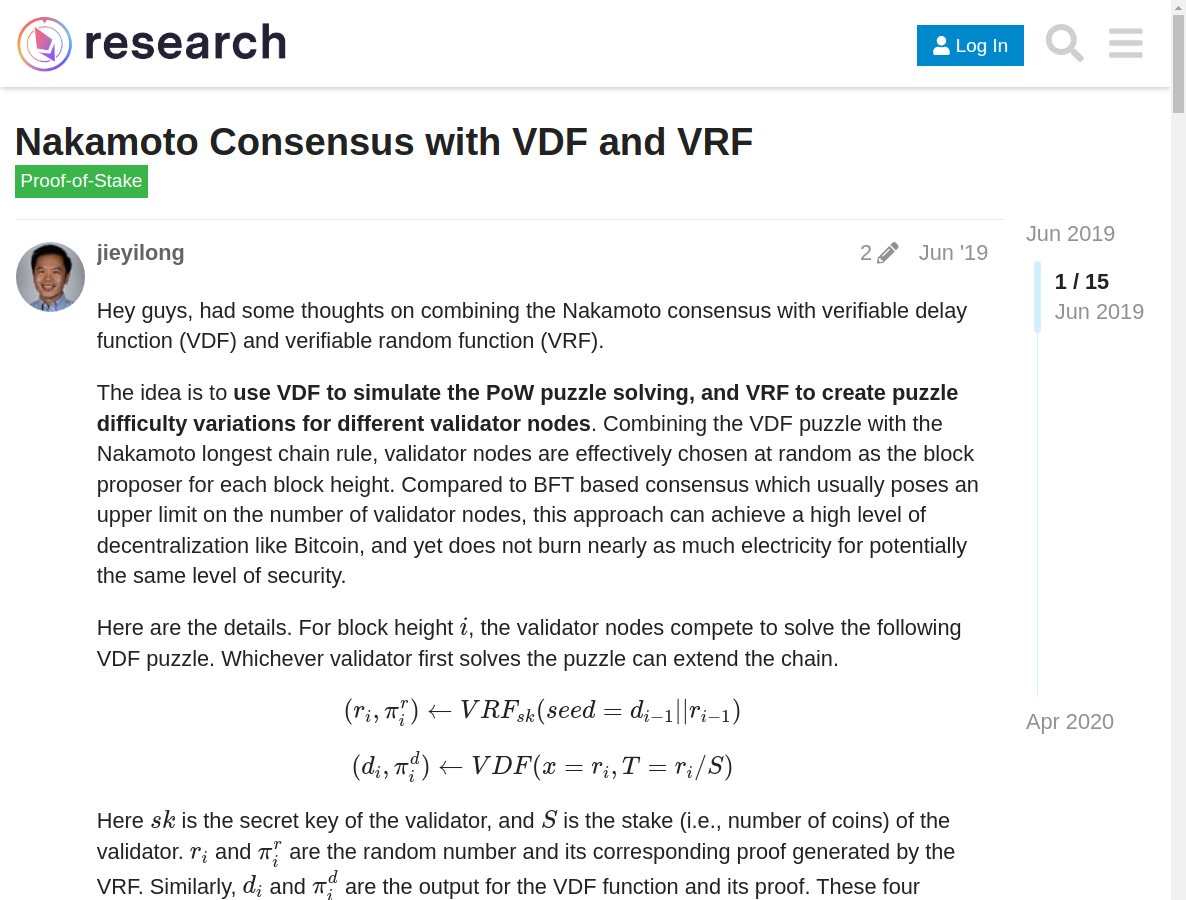 research
Log In
Nakamoto Consensus with VDF and VRF
Proof-of-Stake
jieyilong
2
Jun '19
Jun 2019
1 / 15
Jun 2019
Hey guys, had some thoughts on combining the Nakamoto consensus with verifiable delay
function (VDF) and verifiable random function (VRF).
The idea is to use VDF to simulate the PoW puzzle solving, and VRF to create puzzle
difficulty variations for different validator nodes. Combining the VDF puzzle with the
Nakamoto longest chain rule, validator nodes are effectively chosen at random as the block
proposer for each block height. Compared to BFT based consensus which usually poses an
upper limit on the number of validator nodes, this approach can achieve a high level of
decentralization like Bitcoin, and yet does not burn nearly as much electricity for potentially
the same level of security.
Here are the details. For block height i, the validator nodes compete to solve the following
VDF puzzle. Whichever validator first solves the puzzle can extend the chain.
(r_i, π_i^r) ← VRF_{sk}(seed = d_{i−1}||r_{i−1})
(d_i, π_i^d) ← VDF(x = r_i, T = r_i/S)
Apr 2020
Here sk is the secret key of the validator, and S is the stake (i.e., number of coins) of the
validator. r_i and π_i^r are the random number and its corresponding proof generated by the
VRF. Similarly, d_i and π_i^d are the output for the VDF function and its proof. These four